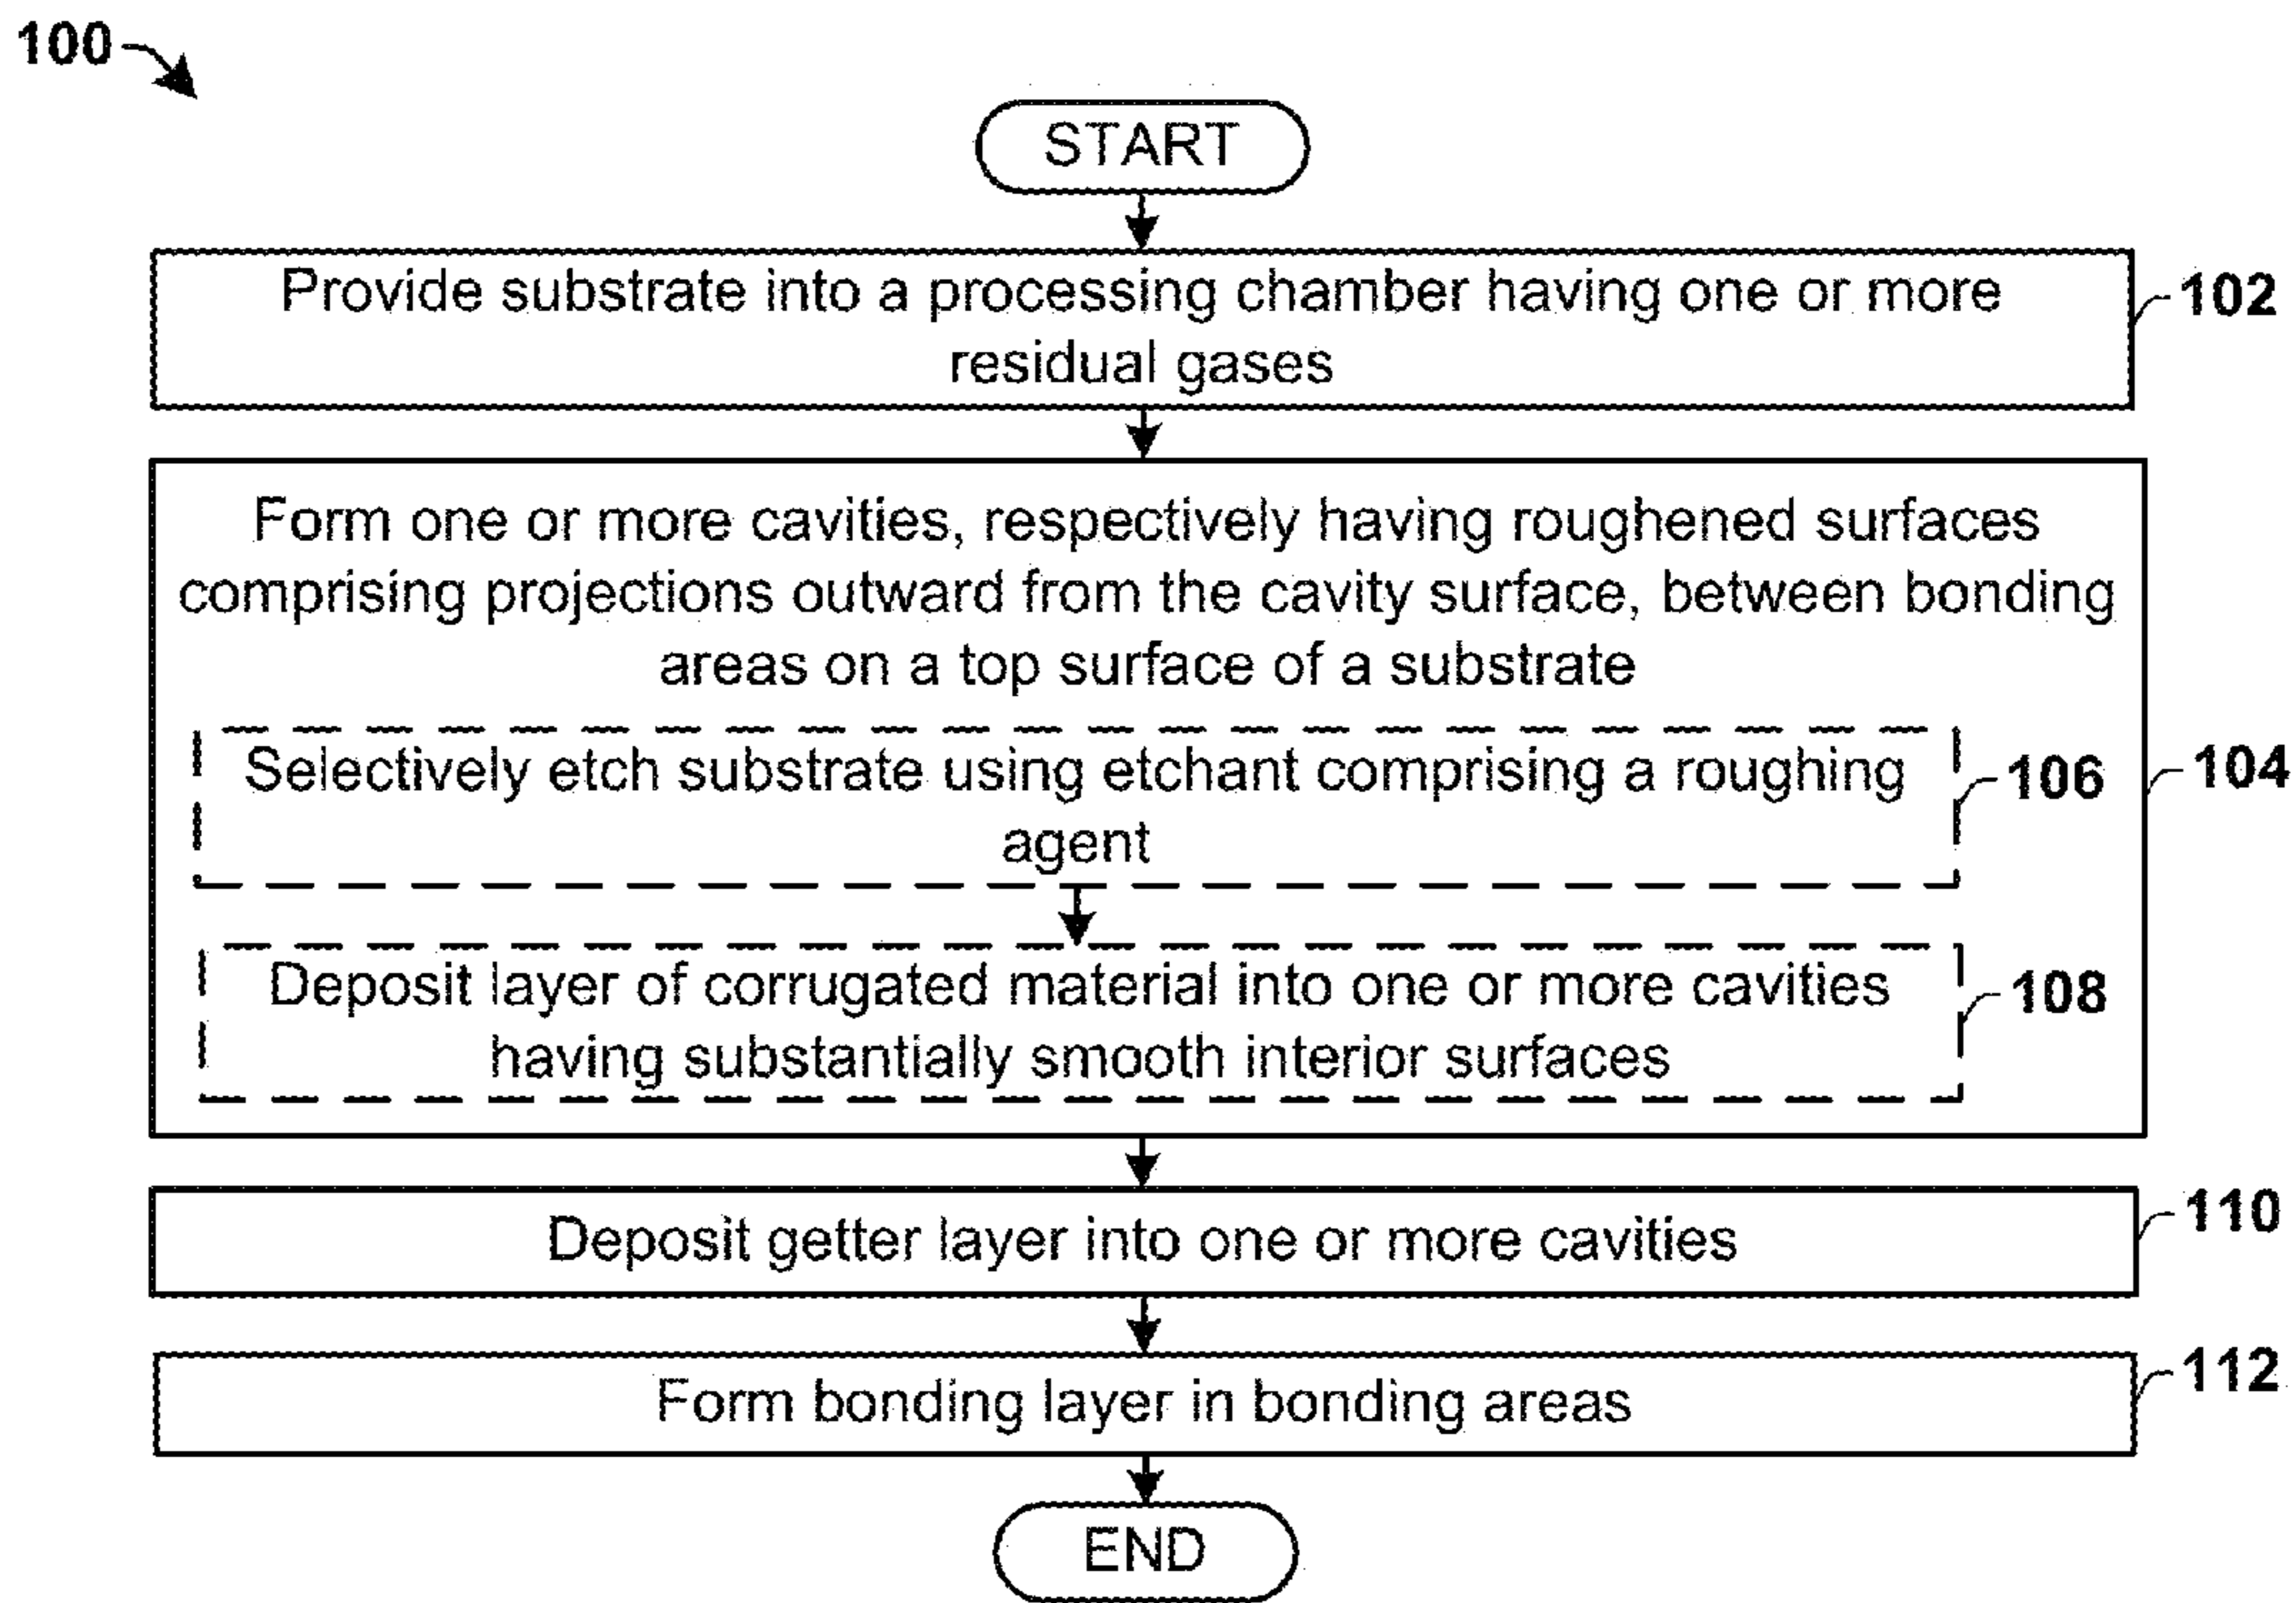 100
START
Provide substrate into a processing chamber having one or more
residual gases
102
Form one or more cavities, respectively having roughened surfaces
comprising projections outward from the cavity surface, between bonding
areas on a top surface of a substrate
104
Selectively etch substrate using etchant comprising a roughing
agent
106
Deposit layer of corrugated material into one or more cavities
having substantially smooth interior surfaces
108
Deposit getter layer into one or more cavities
110
Form bonding layer in bonding areas
112
END